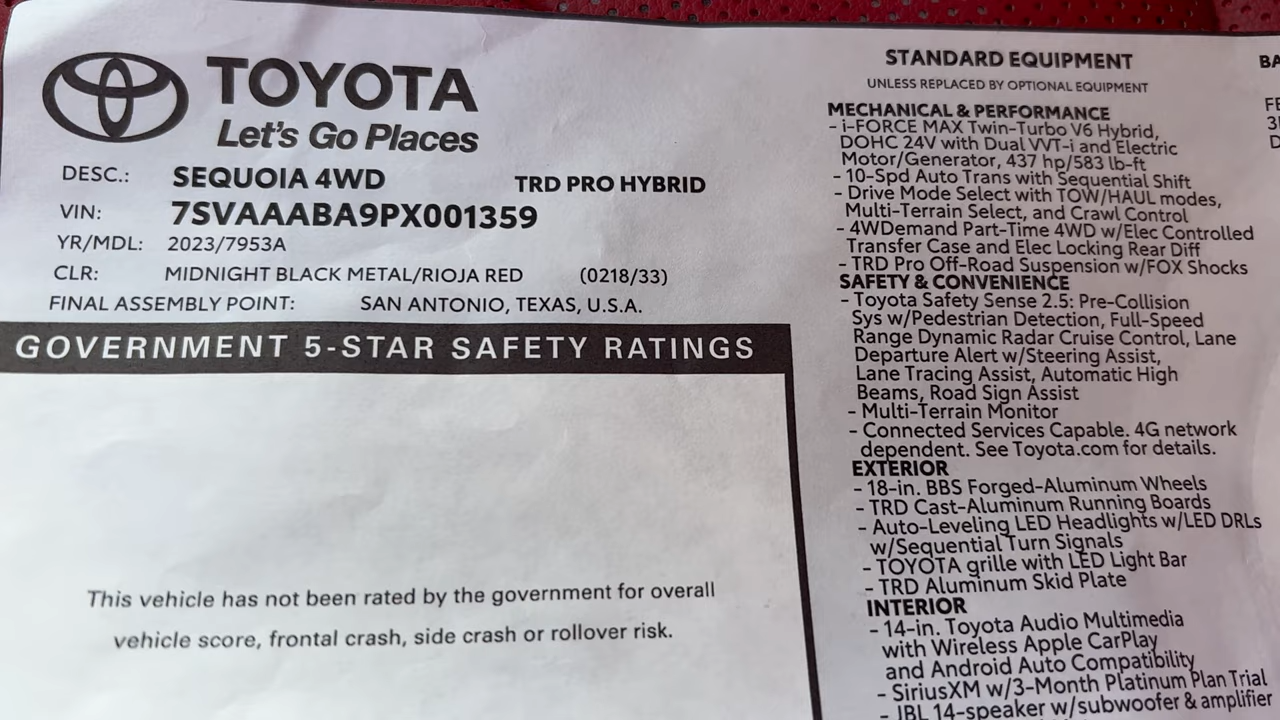 TOYOTA
Let's Go Places
DESC.: SEQUOIA 4WD TRD PRO HYBRID
VIN: 7SVAAABA9PX001359
YR/MDL: 2023/7953A
CLR: MIDNIGHT BLACK METAL/RIOJA RED (0218/33)
FINAL ASSEMBLY POINT: SAN ANTONIO, TEXAS, U.S.A.
GOVERNMENT 5-STAR SAFETY RATINGS
This vehicle has not been rated by the government for overall
vehicle score, frontal crash, side crash or rollover risk.
STANDARD EQUIPMENT
UNLESS REPLACED BY OPTIONAL EQUIPMENT
MECHANICAL & PERFORMANCE
- i-FORCE MAX Twin-Turbo V6 Hybrid,
DOHC 24V with Dual VVT-i and Electric
Motor/Generator, 437 hp/583 lb-ft
- 10-Spd Auto Trans with Sequential Shift
- Drive Mode Select with TOW/HAUL modes,
Multi-Terrain Select, and Crawl Control
- 4WDemand Part-Time 4WD w/Elec Controlled
Transfer Case and Elec Locking Rear Diff
- TRD Pro Off-Road Suspension w/FOX Shocks
SAFETY & CONVENIENCE
- Toyota Safety Sense 2.5: Pre-Collision
Sys w/Pedestrian Detection, Full-Speed
Range Dynamic Radar Cruise Control, Lane
Departure Alert w/Steering Assist,
Lane Tracing Assist, Automatic High
Beams, Road Sign Assist
- Multi-Terrain Monitor
- Connected Services Capable. 4G network
dependent. See Toyota.com for details.
EXTERIOR
- 18-in. BBS Forged-Aluminum Wheels
- TRD Cast-Aluminum Running Boards
- Auto-Leveling LED Headlights w/LED DRLs
w/Sequential Turn Signals
- TOYOTA grille with LED Light Bar
- TRD Aluminum Skid Plate
INTERIOR
- 14-in. Toyota Audio Multimedia
with Wireless Apple CarPlay
and Android Auto Compatibility
- SiriusXM w/3-Month Platinum Plan Trial
- JBL 14-speaker w/subwoofer & amplifier